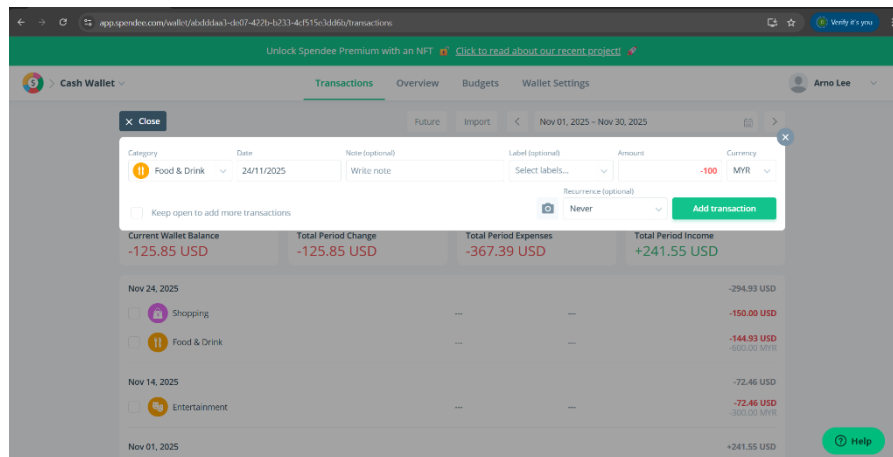 app.spendee.com/wallet/abdddaa3-de07-422b-b233-4cf515e3dd6b/transactions Verify it's you
Unlock Spendee Premium with an NFT Click to read about our recent project!
Cash Wallet Transactions Overview Budgets Wallet Settings Arno Lee
Close Future Import Nov 01, 2025 – Nov 30, 2025
Category Date Note (optional) Label (optional) Amount Currency
Food & Drink 24/11/2025 Write note Select labels... -100 MYR
Recurrence (optional)
Keep open to add more transactions Never Add transaction
Current Wallet Balance Total Period Change Total Period Expenses Total Period Income
-125.85 USD -125.85 USD -367.39 USD +241.55 USD
Nov 24, 2025 -294.93 USD
Shopping --- --- -150.00 USD
Food & Drink --- --- -144.93 USD
-600.00 MYR
Nov 14, 2025 -72.46 USD
Entertainment --- --- -72.46 USD
-300.00 MYR
Nov 01, 2025 +241.55 USD
Help